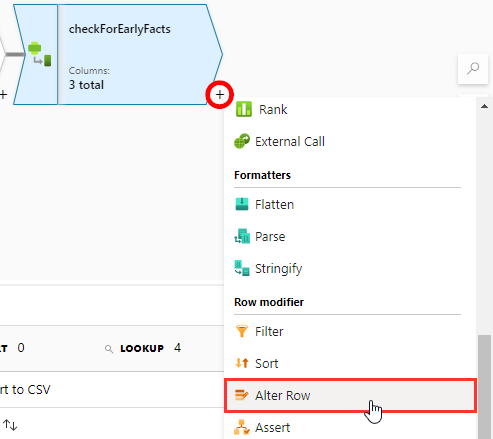 checkForEarlyFacts
Columns:
3 total
+
+
Rank
External Call
Formatters
Flatten
Parse
Stringify
Row modifier
Filter
Sort
Alter Row
Assert
RT 0
LOOKUP 4
rt to CSV